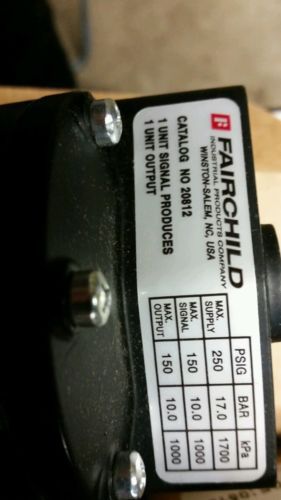 FAIRCHILD
INDUSTRIAL PRODUCTS COMPANY
WINSTON-SALEM, NC, USA
CATALOG NO 20812
1 UNIT SIGNAL PRODUCES
1 UNIT OUTPUT
PSIG BAR kPa
MAX. SUPPLY 250 17.0 1700
MAX. SIGNAL 150 10.0 1000
MAX. OUTPUT 150 10.0 1000